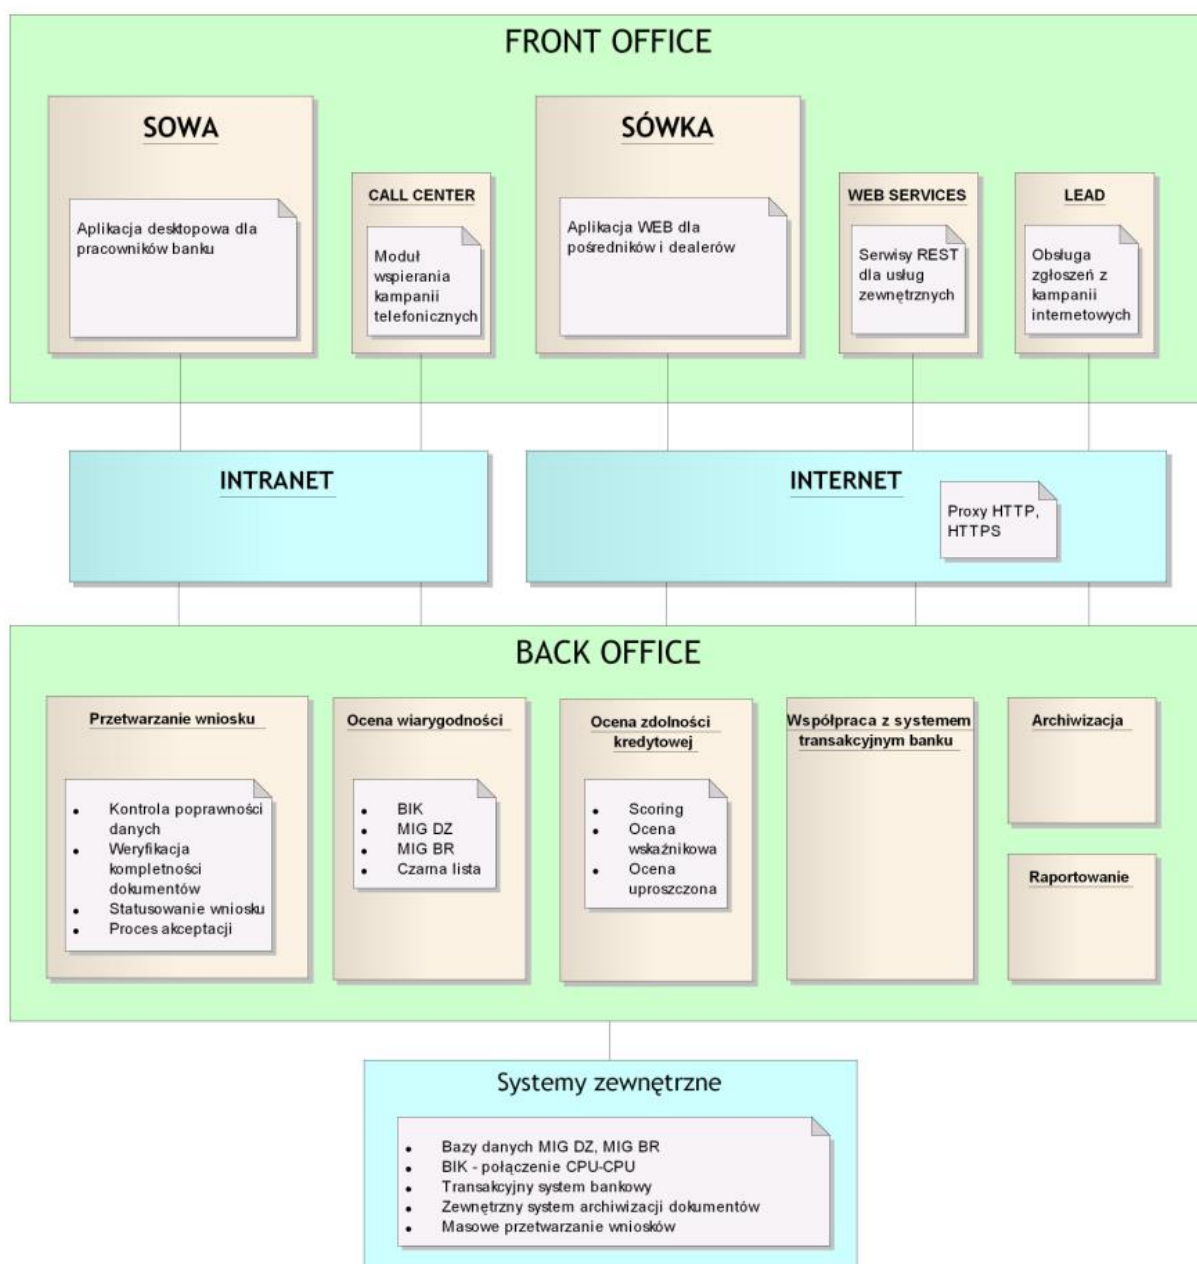 FRONT OFFICE
SOWA
Aplikacja desktopowa dla
pracowników banku
CALL CENTER
Moduł
wspierania
kampanii
telefonicznych
SÓWKA
Aplikacja WEB dla
pośredników i dealerów
WEB SERVICES
Serwisy REST
dla usług
zewnętrznych
LEAD
Obsługa
zgłoszeń z
kampanii
internetowych
INTRANET
INTERNET
Proxy HTTP,
HTTPS
BACK OFFICE
Przetwarzanie wniosku
• Kontrola poprawności
danych
• Weryfikacja
kompletności
dokumentów
• Statusowanie wniosku
• Proces akceptacji
Ocena wiarygodności
• BIK
• MIG DZ
• MIG BR
• Czarna lista
Ocena zdolności
kredytowej
• Scoring
• Ocena
wskaźnikowa
• Ocena
uproszczona
Współpraca z systemem
transakcyjnym banku
Archiwizacja
Raportowanie
Systemy zewnętrzne
• Bazy danych MIG DZ, MIG BR
• BIK - połączenie CPU-CPU
• Transakcyjny system bankowy
• Zewnętrzny system archiwizacji dokumentów
• Masowe przetwarzanie wniosków